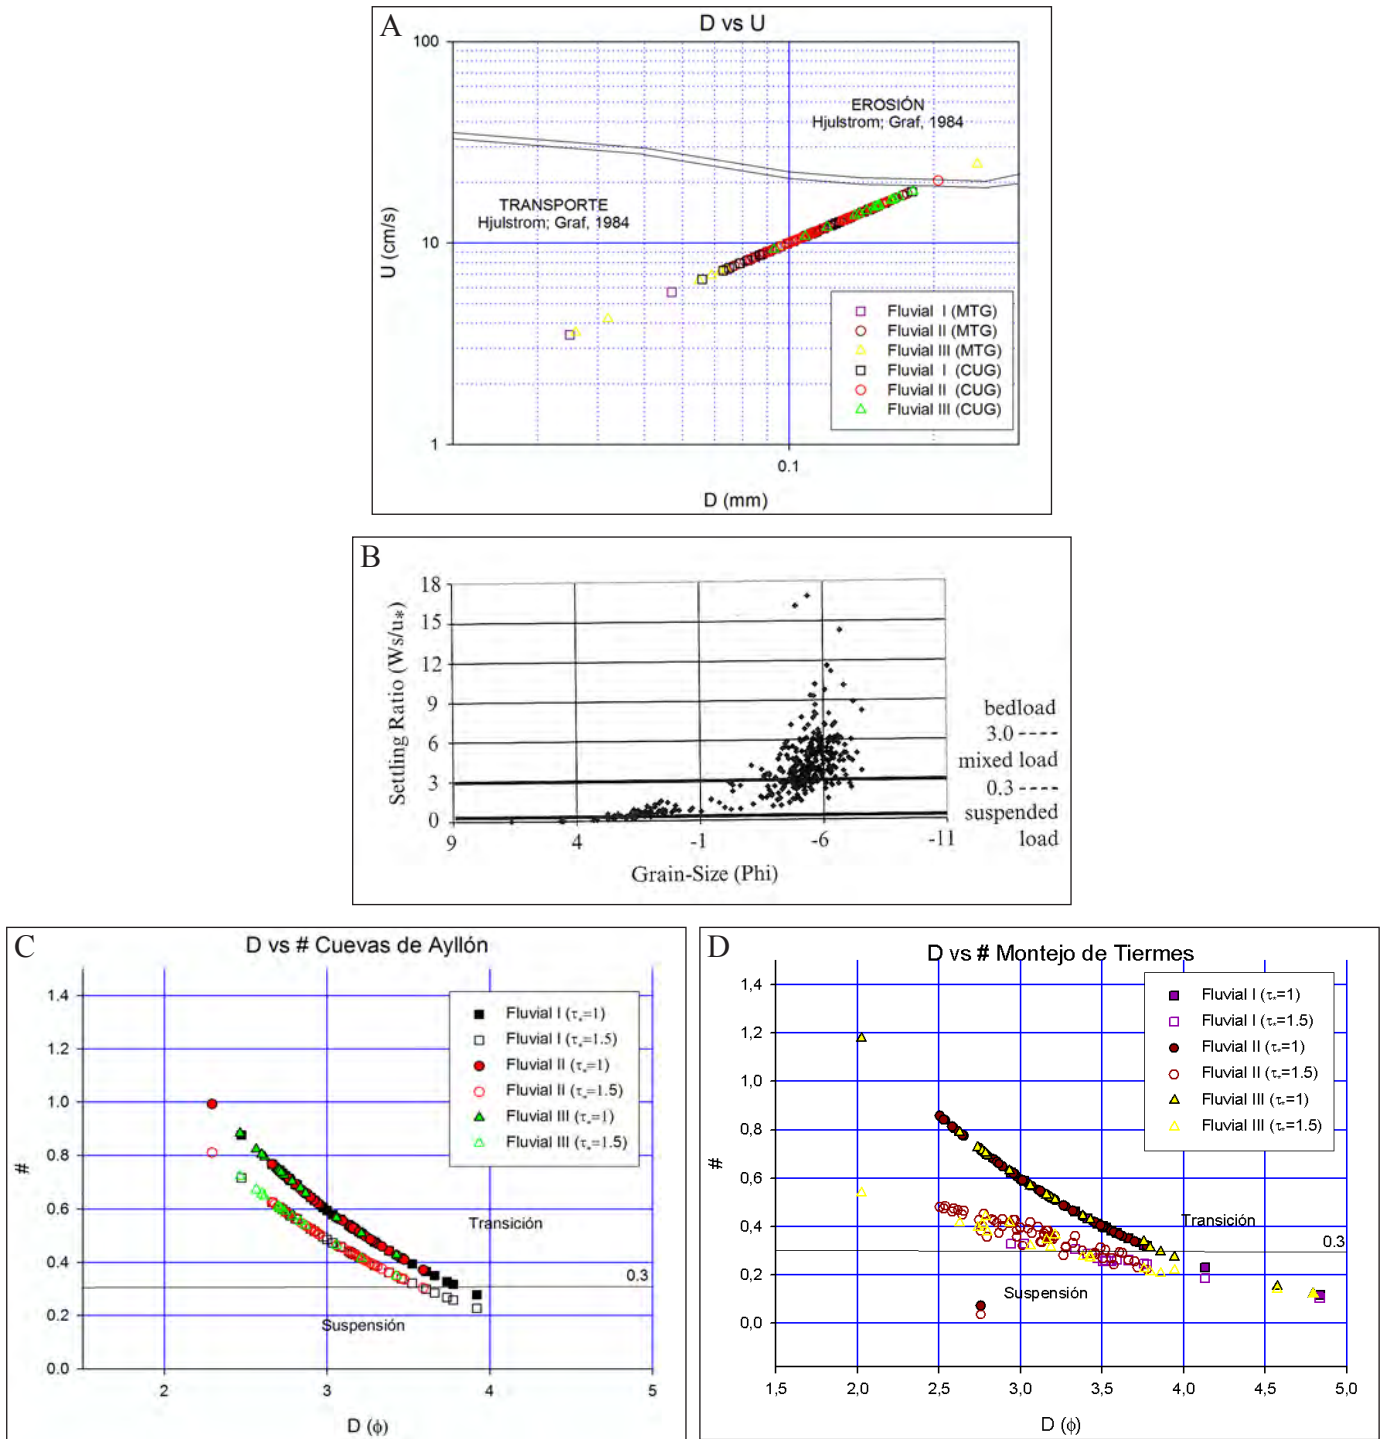 A
D vs U
100
10
1
U (cm/s)
EROSIÓN
Hjulstrom; Graf, 1984
TRANSPORTE
Hjulstrom; Graf, 1984
Fluvial I (MTG)
Fluvial II (MTG)
Fluvial III (MTG)
Fluvial I (CUG)
Fluvial II (CUG)
Fluvial III (CUG)
0.1
D (mm)
B
18
15
12
9
6
3
0
Settling Ratio (Ws/u*)
9 4 -1 -6 -11
Grain-Size (Phi)
bedload
3.0 ----
mixed load
0.3 ----
suspended
load
C
D vs # Cuevas de Ayllón
1.4
1.2
1.0
0.8
0.6
0.4
0.2
0.0
#
Fluvial I (τ*=1)
Fluvial I (τ*=1.5)
Fluvial II (τ*=1)
Fluvial II (τ*=1.5)
Fluvial III (τ*=1)
Fluvial III (τ*=1.5)
Transición
0.3
Suspensión
2 3 4 5
D (ϕ)
D
D vs # Montejo de Tiermes
1,4
1,2
1,0
0,8
0,6
0,4
0,2
0,0
#
Fluvial I (τ*=1)
Fluvial I (τ*=1.5)
Fluvial II (τ*=1)
Fluvial II (τ*=1.5)
Fluvial III (τ*=1)
Fluvial III (τ*=1.5)
Transición
0.3
Suspensión
1,5 2,0 2,5 3,0 3,5 4,0 4,5 5,0
D (ϕ)